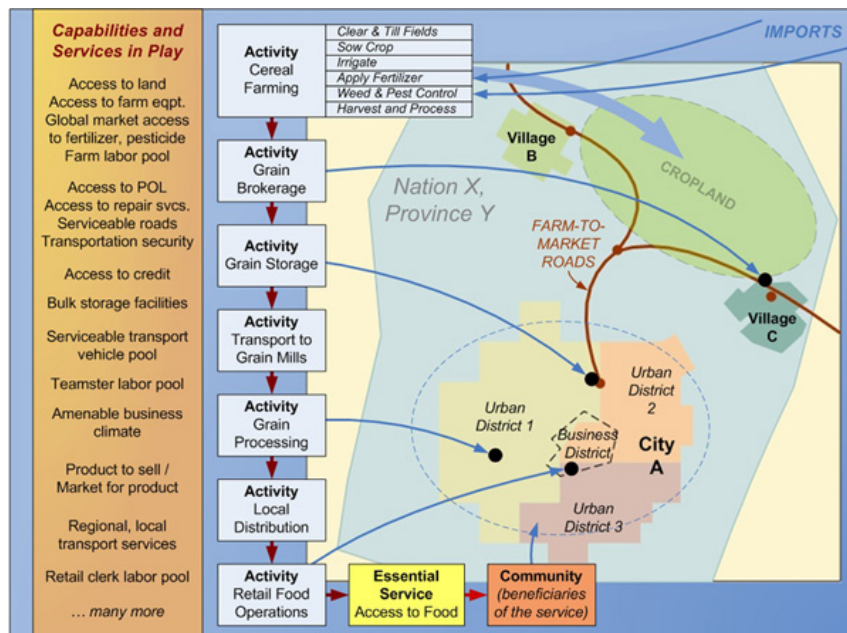 Capabilities and
Services in Play
Access to land
Access to farm eqpt.
Global market access
to fertilizer, pesticide
Farm labor pool
Access to POL
Access to repair svcs.
Serviceable roads
Transportation security
Access to credit
Bulk storage facilities
Serviceable transport
vehicle pool
Teamster labor pool
Amenable business
climate
Product to sell /
Market for product
Regional, local
transport services
Retail clerk labor pool
... many more
Activity
Cereal
Farming
Clear & Till Fields
Sow Crop
Irrigate
Apply Fertilizer
Weed & Pest Control
Harvest and Process
Activity
Grain
Brokerage
Activity
Grain Storage
Activity
Transport to
Grain Mills
Activity
Grain
Processing
Activity
Local
Distribution
Activity
Retail Food
Operations
Essential
Service
Access to Food
Community
(beneficiaries
of the service)
IMPORTS
Village
B
CROPLAND
Nation X,
Province Y
FARM-TO-
MARKET
ROADS
Village
C
Urban
District
2
Urban
District 1
Business
District
City
A
Urban
District 3